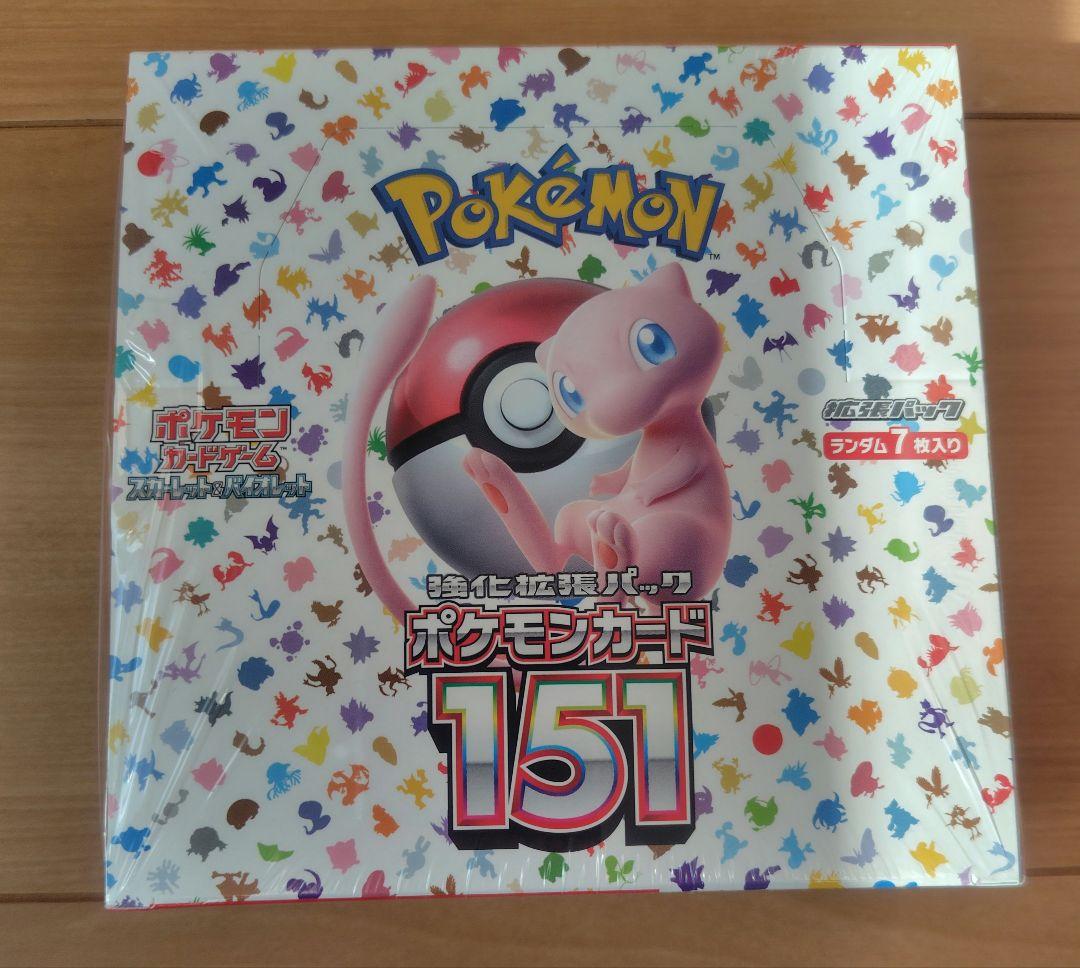 POKéMON
TM
ポケモン
カードゲーム
スカーレット&バイオレット
拡張パック
ランダム7枚入り
強化拡張パック
ポケモンカード
151